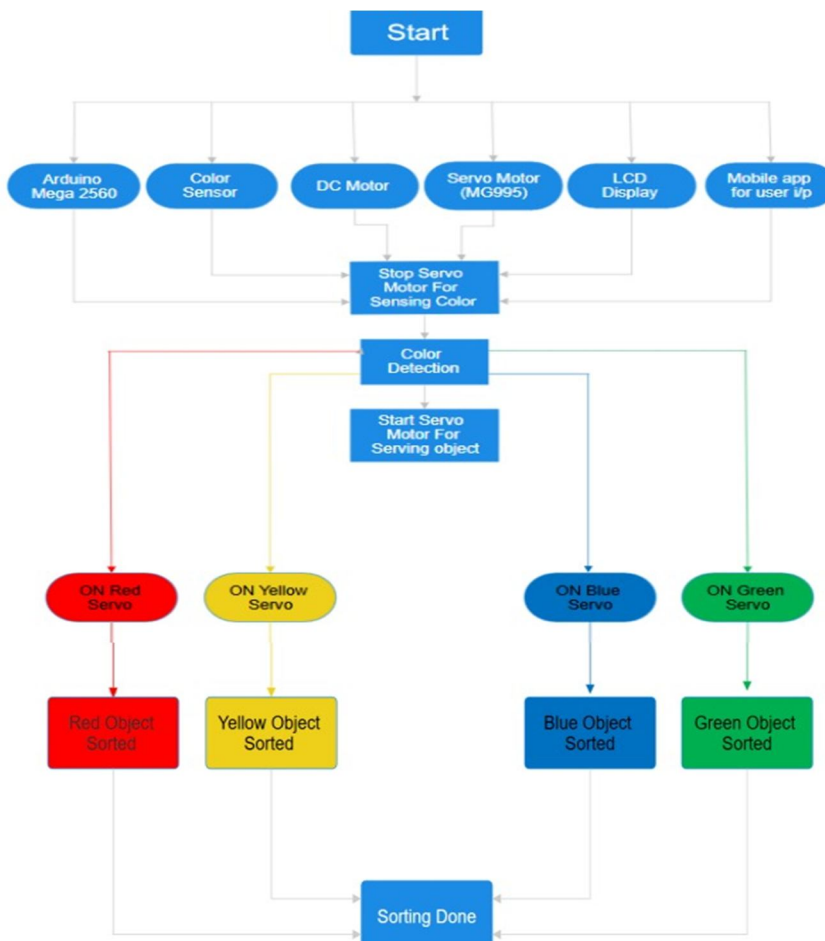 Start
Arduino
Mega 2560
Color
Sensor
DC Motor
Servo Motor
(MG995)
LCD
Display
Mobile app
for user i/p
Stop Servo
Motor For
Sensing Color
Color
Detection
Start Servo
Motor For
Serving object
ON Red
Servo
ON Yellow
Servo
ON Blue
Servo
ON Green
Servo
Red Object
Sorted
Yellow Object
Sorted
Blue Object
Sorted
Green Object
Sorted
Sorting Done